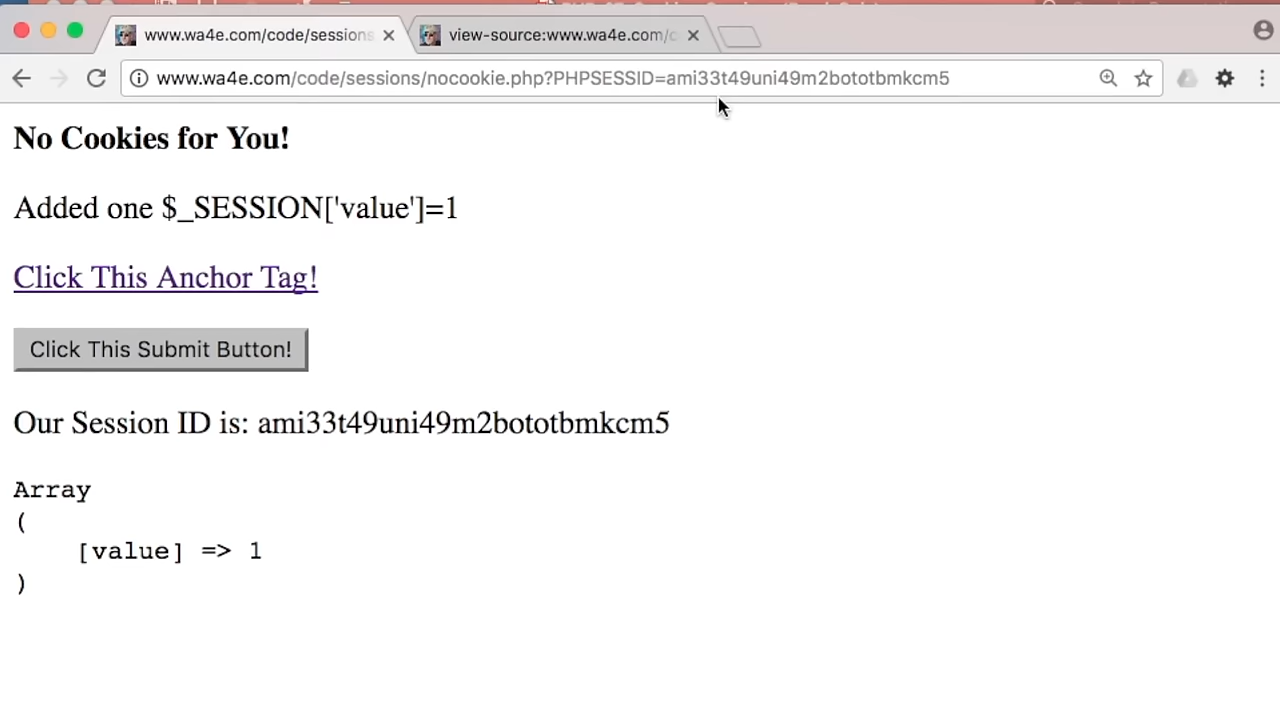 www.wa4e.com/code/sessions
view-source:www.wa4e.com/c
www.wa4e.com/code/sessions/nocookie.php?PHPSESSID=ami33t49uni49m2bototbmkcm5
No Cookies for You!
Added one $_SESSION['value']=1
Click This Anchor Tag!
Click This Submit Button!
Our Session ID is: ami33t49uni49m2bototbmkcm5
Array
(
    [value] => 1
)